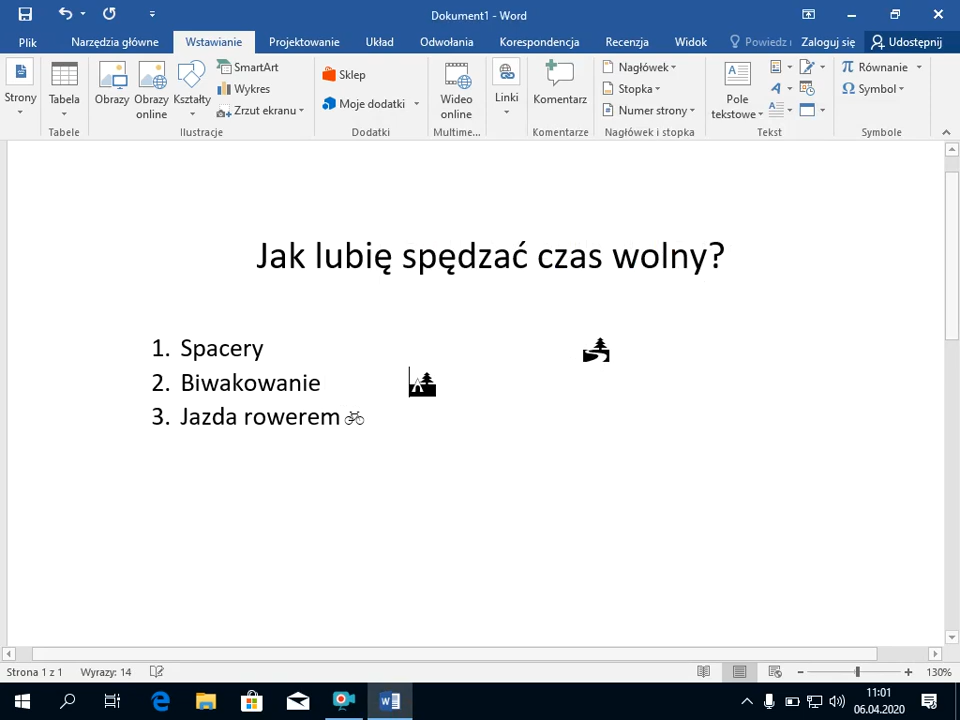 Dokument1 - Word
Plik Narzędzia główne Wstawianie Projektowanie Układ Odwołania Korespondencja Recenzja Widok Powiedz Zaloguj się Udostępnij
Strony
Tabela
Obrazy
Obrazy online
Kształty
SmartArt
Wykres
Zrzut ekranu
Sklep
Moje dodatki
Wideo online
Linki
Komentarz
Nagłówek
Stopka
Numer strony
Pole tekstowe
Równanie
Symbol
Tabele Ilustracje Dodatki Multime... Komentarze Nagłówek i stopka Tekst Symbole
Jak lubię spędzać czas wolny?
1. Spacery
2. Biwakowanie
3. Jazda rowerem
Strona 1 z 1 Wyrazy: 14 130%
11:01
06.04.2020